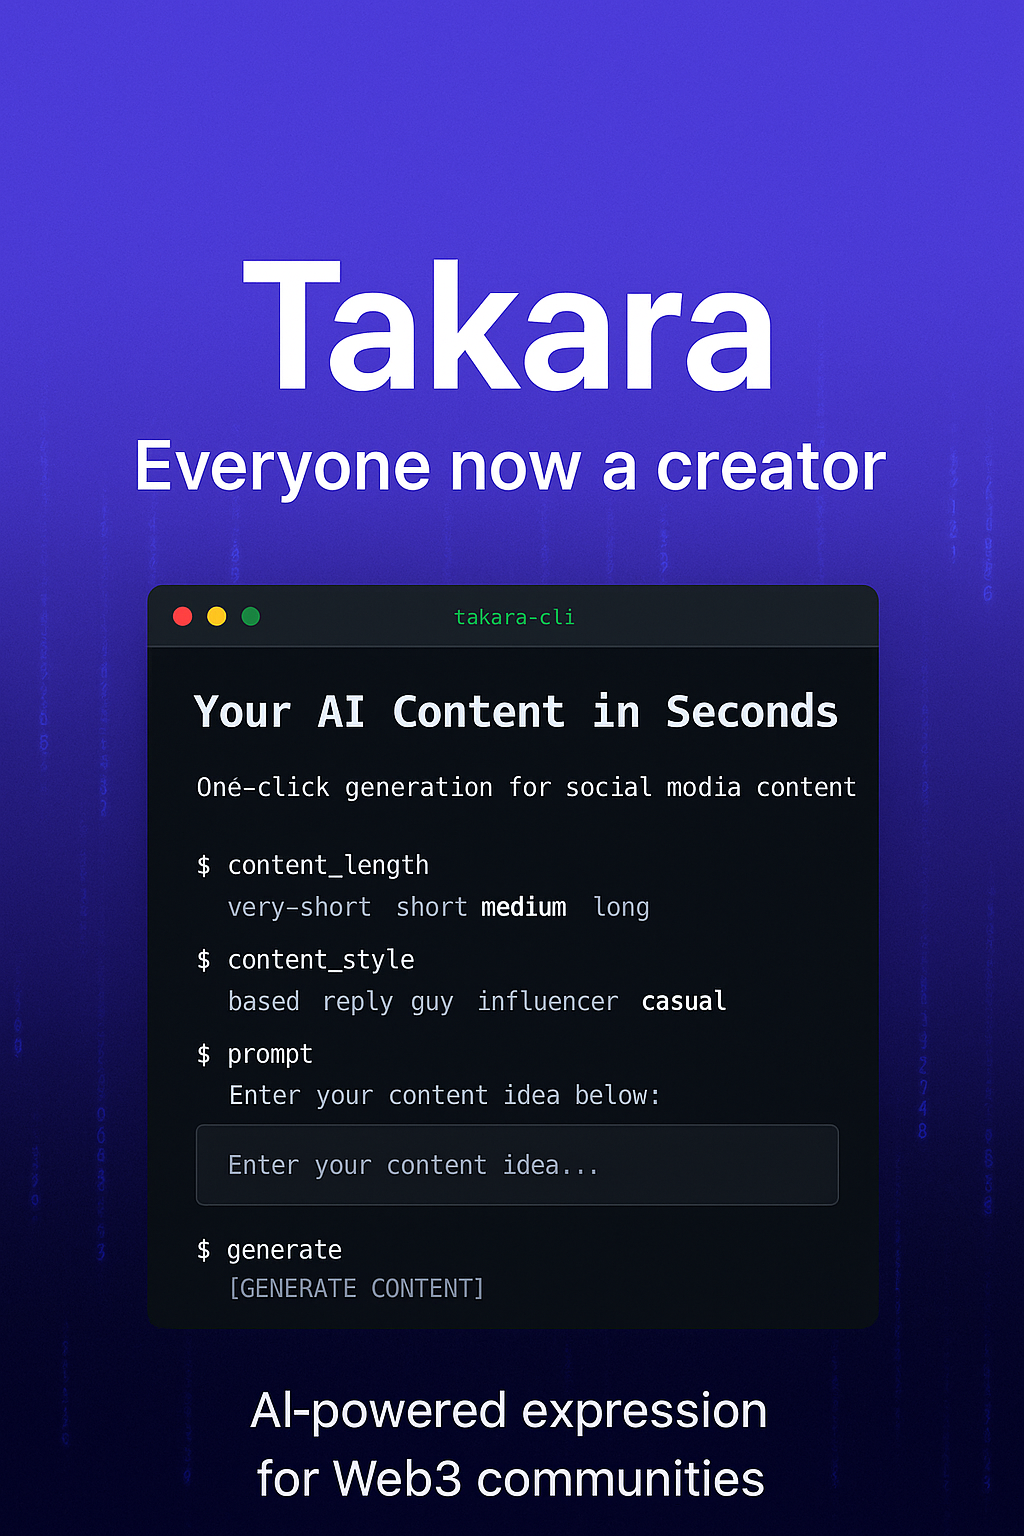 Takara
Everyone now a creator
takara-cli
Your AI Content in Seconds
Oné-click generation for social modia content
$ content_length
very-short short medium long
$ content_style
based reply guy influencer casual
$ prompt
Enter your content idea below:
Enter your content idea...
$ generate
[GENERATE CONTENT]
AI-powered expression
for Web3 communities